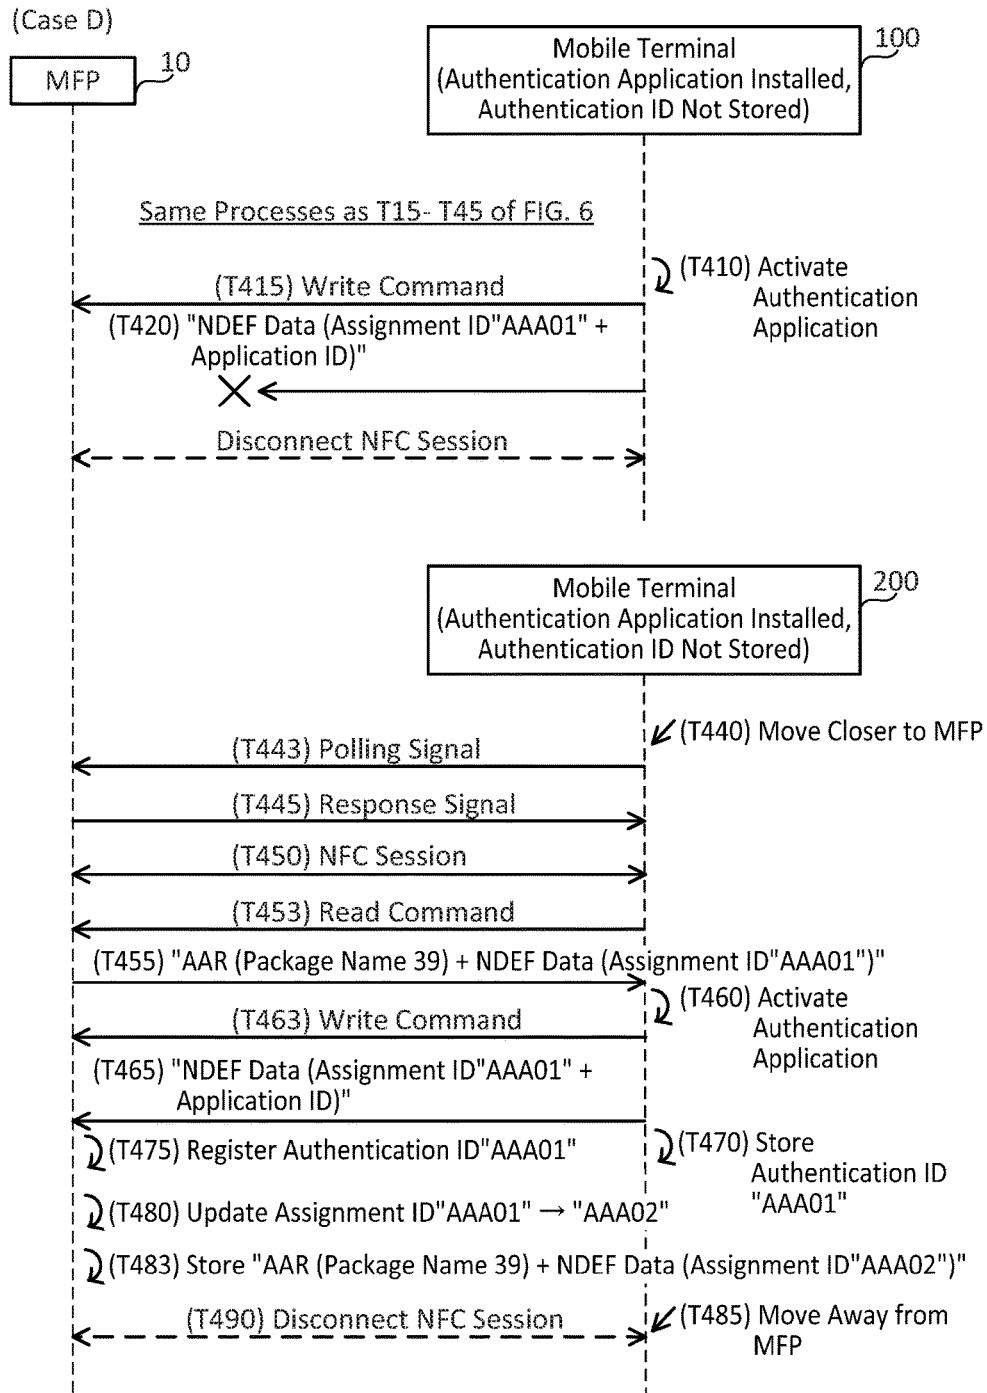 (Case D)
MFP
10
Mobile Terminal
(Authentication Application Installed,
Authentication ID Not Stored)
100
Same Processes as T15- T45 of FIG. 6
(T410) Activate
Authentication
Application
(T415) Write Command
(T420) "NDEF Data (Assignment ID"AAA01" +
Application ID)"
Disconnect NFC Session
Mobile Terminal
(Authentication Application Installed,
Authentication ID Not Stored)
200
(T440) Move Closer to MFP
(T443) Polling Signal
(T445) Response Signal
(T450) NFC Session
(T453) Read Command
(T455) "AAR (Package Name 39) + NDEF Data (Assignment ID"AAA01")"
(T460) Activate
Authentication
Application
(T463) Write Command
(T465) "NDEF Data (Assignment ID"AAA01" +
Application ID)"
(T470) Store
Authentication ID
"AAA01"
(T475) Register Authentication ID"AAA01"
(T480) Update Assignment ID"AAA01" → "AAA02"
(T483) Store "AAR (Package Name 39) + NDEF Data (Assignment ID"AAA02")"
(T485) Move Away from
MFP
(T490) Disconnect NFC Session